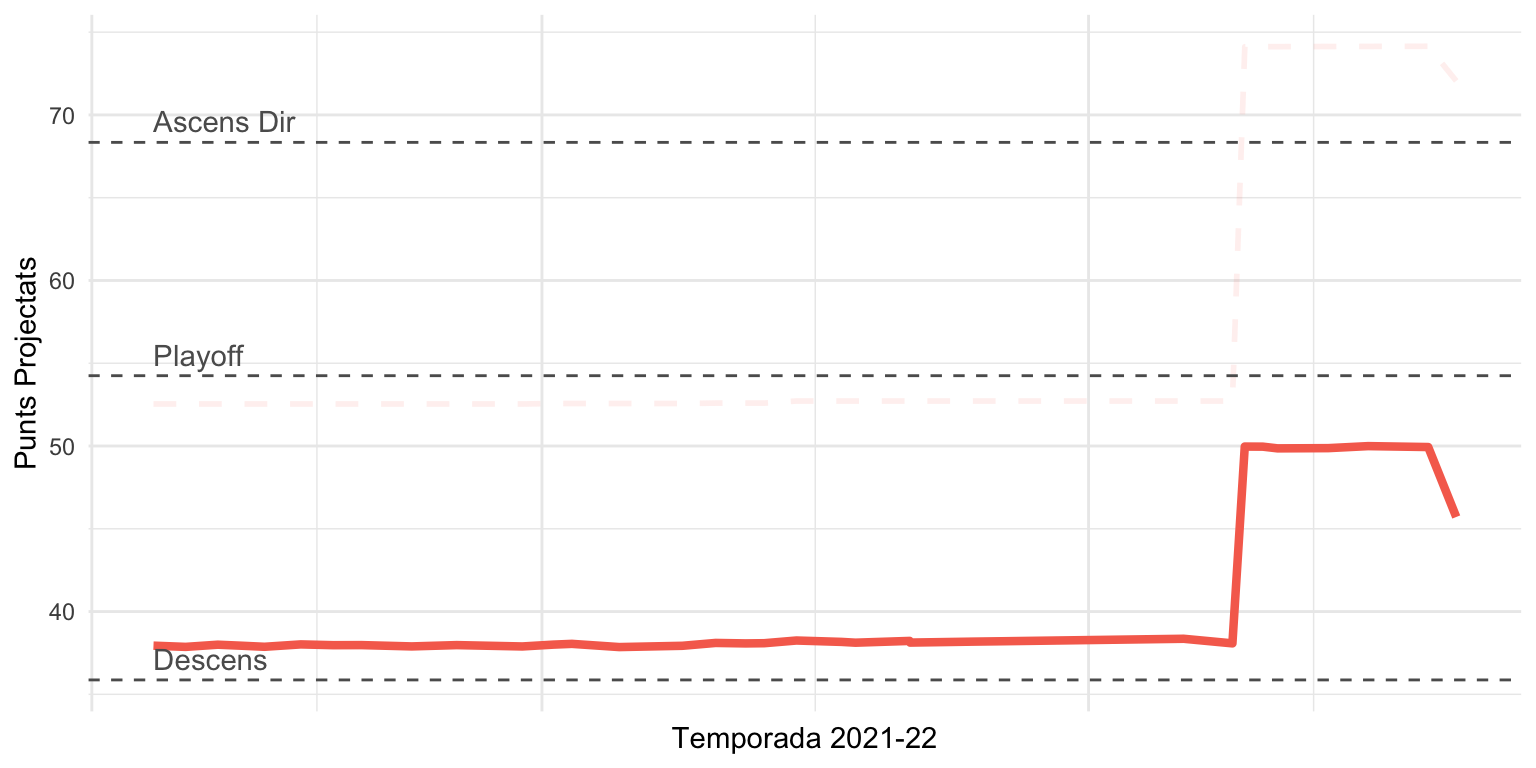 70
Ascens Dir
60
Playoff
50
40
Descens
Punts Projectats
Temporada 2021-22